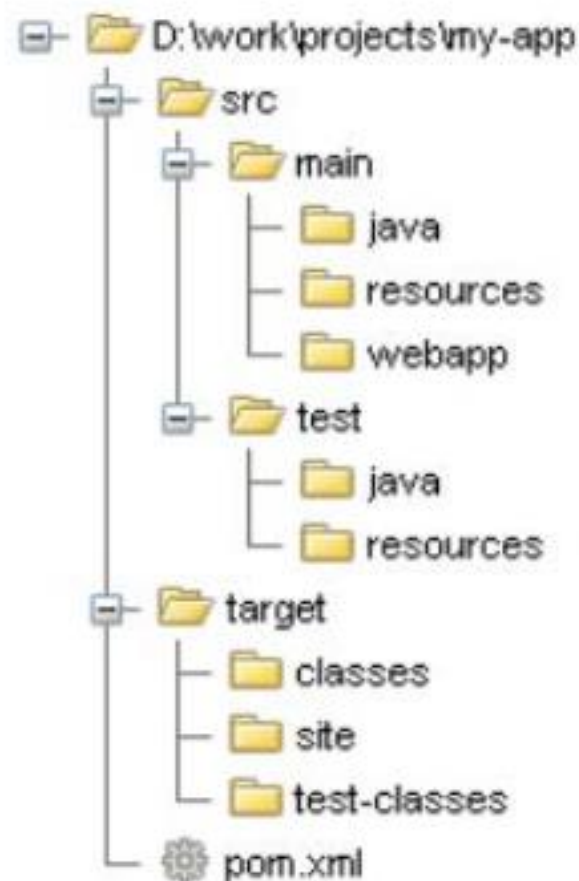 D:\work\projects\my-app
src
main
java
resources
webapp
test
java
resources
target
classes
site
test-classes
pom.xml